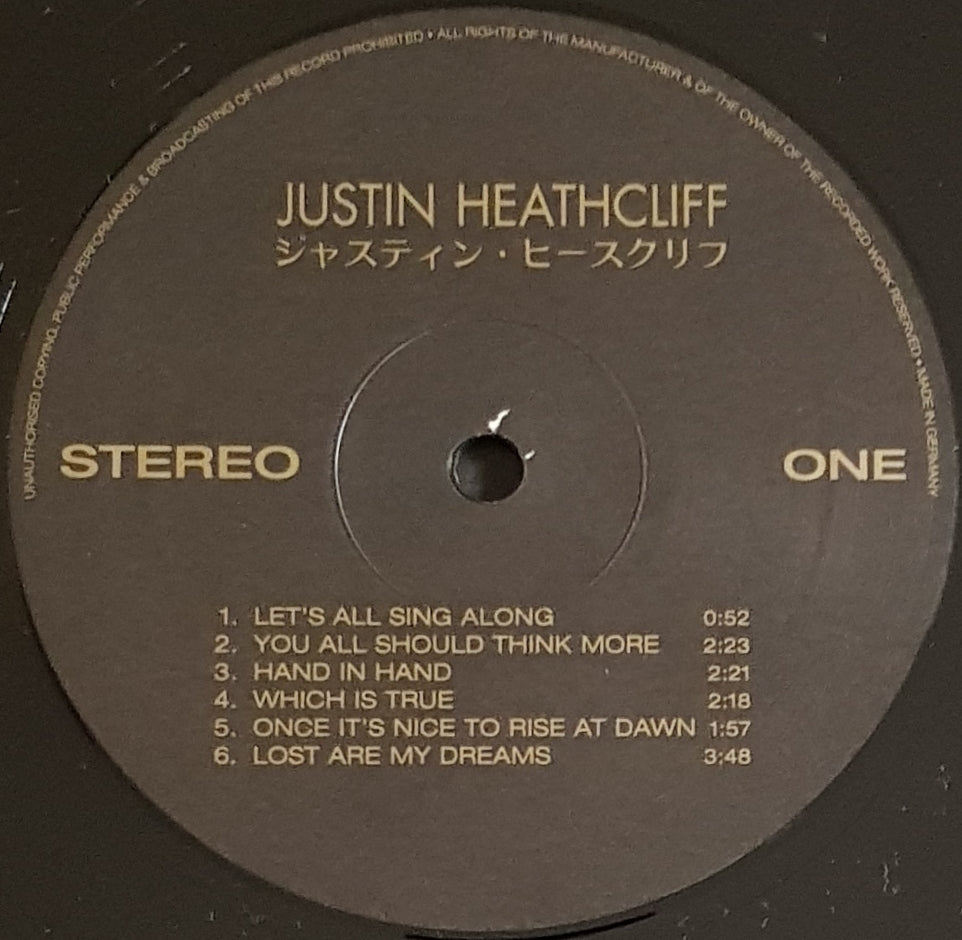 UNAUTHORISED COPYING, PUBLIC PERFORMANCE & BROADCASTING OF THIS RECORD PROHIBITED • ALL RIGHTS OF THE MANUFACTURER & OF THE OWNER OF THE RECORDED WORK RESERVED • MADE IN GERMANY
JUSTIN HEATHCLIFF
ジャスティン・ヒースクリフ
STEREO
ONE
1. LET'S ALL SING ALONG 0:52
2. YOU ALL SHOULD THINK MORE 2:23
3. HAND IN HAND 2:21
4. WHICH IS TRUE 2:18
5. ONCE IT'S NICE TO RISE AT DAWN 1:57
6. LOST ARE MY DREAMS 3:48